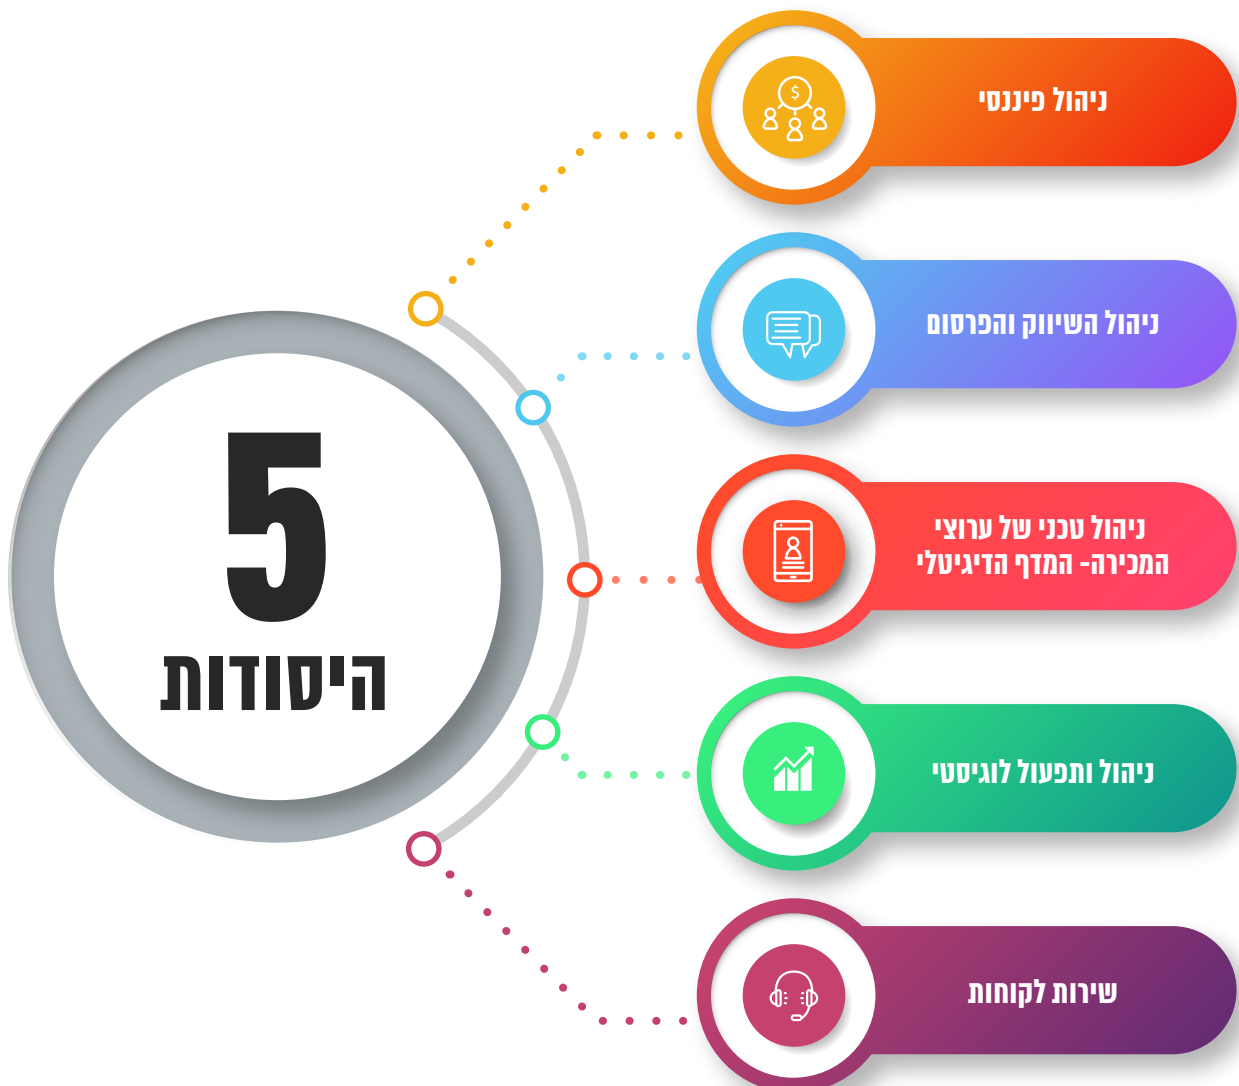 5
היסודות
ניהול פיננסי
ניהול השיווק והפרסום
ניהול טכני של ערוצי
המכירה- המדף הדיגיטלי
ניהול ותפעול לוגיסטי
שירות לקוחות